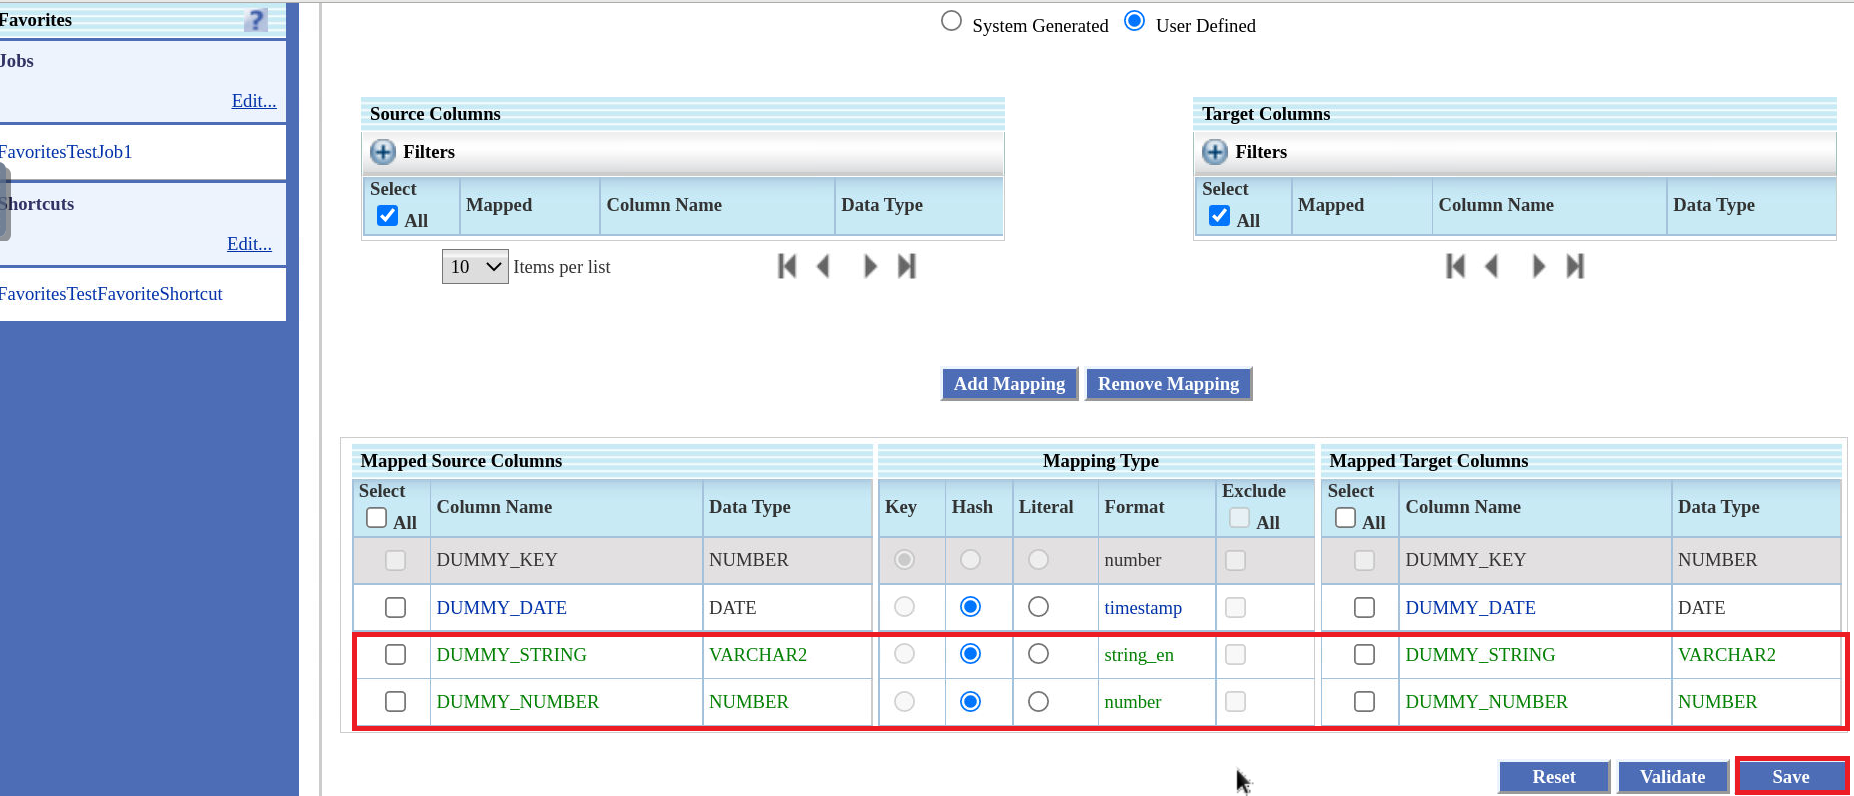 Favorites
?
Jobs
Edit...
FavoritesTestJob1
Shortcuts
Edit...
FavoritesTestFavoriteShortcut
System Generated User Defined
Source Columns
Filters
Select All Mapped Column Name Data Type
10 Items per list
Target Columns
Filters
Select All Mapped Column Name Data Type
Add Mapping Remove Mapping
Mapped Source Columns Mapping Type Mapped Target Columns
Select All Column Name Data Type Key Hash Literal Format Exclude All Select All Column Name Data Type
DUMMY_KEY NUMBER number DUMMY_KEY NUMBER
DUMMY_DATE DATE timestamp DUMMY_DATE DATE
DUMMY_STRING VARCHAR2 string_en DUMMY_STRING VARCHAR2
DUMMY_NUMBER NUMBER number DUMMY_NUMBER NUMBER
Reset Validate Save